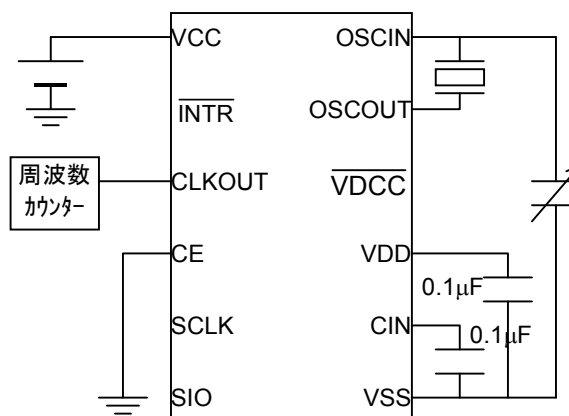 VCC
OSCIN
INTR
OSCOUT
周波数
カウンター
CLKOUT
VDCC
CE
VDD
0.1μF
SCLK
CIN
0.1μF
SIO
VSS